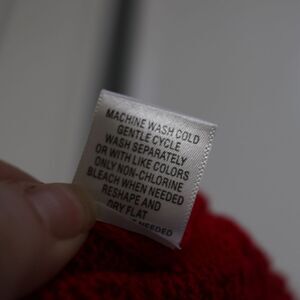 MACHINE WASH COLD
GENTLE CYCLE
WASH SEPARATELY
OR WITH LIKE COLORS
ONLY NON-CHLORINE
BLEACH WHEN NEEDED
RESHAPE AND
DRY FLAT
NEEDED